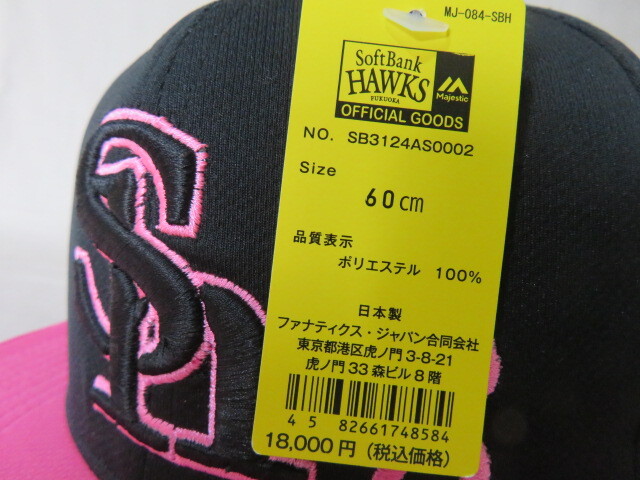 MJ-084-SBH
SoftBank
HAWKS
FUKUOKA
Majestic
OFFICIAL GOODS
NO. SB3124AS0002
Size
60cm
品質表示
ポリエステル 100%
日本製
ファナティクス・ジャパン合同会社
東京都港区虎ノ門3-8-21
虎ノ門33森ビル8階
4582661748584
18,000円(税込価格)